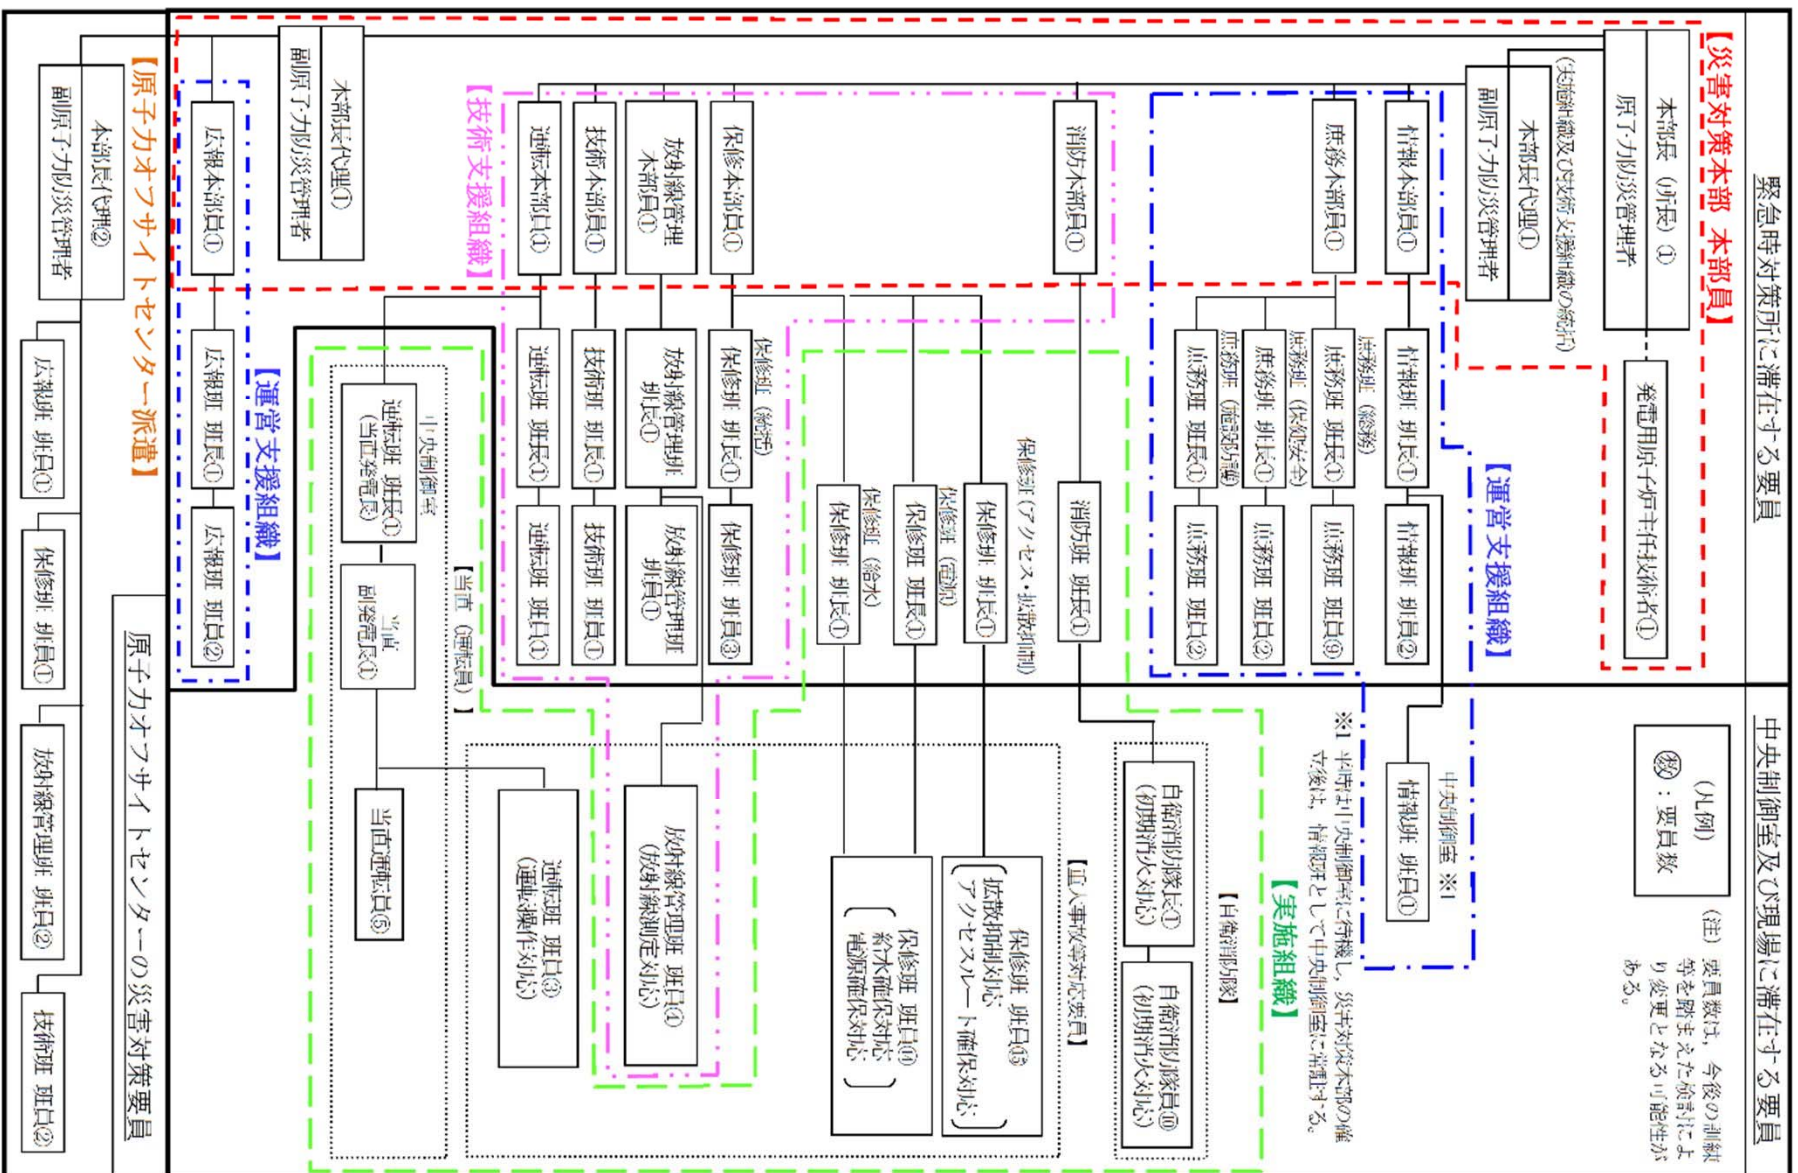 緊急時対策所に滞在する要員
中央制御室及び現場に滞在する要員
【災害対策本部 本部員】
本部長（所長）①
原子力防災管理者
発電用原子炉主任技術者①
（凡例）
㊥：要員数
（注）要員数は，今後の訓練
等を踏まえた検討によ
り変更となる可能性が
ある。
（実施組織及び技術支援組織の統括）
本部長代理①
副原子力防災管理者
【運営支援組織】
情報本部員①
情報班 班長①
情報班 班員②
中央制御室 ※1
情報班 班員①
※1 平時は中央制御室に待機し，災害対策本部の確
立後は，情報班として中央制御室に常駐する。
庶務本部員①
庶務班（総務）
庶務班 班長①
庶務班 班員⑨
庶務班（保健安全）
庶務班 班長①
庶務班 班員②
庶務班（施設防護）
庶務班 班長①
庶務班 班員②
【実施組織】
【自衛消防隊】
消防本部員①
消防班 班長①
自衛消防隊長①
（初期消火対応）
自衛消防隊員⑩
（初期消火対応）
【重大事故等対応要員】
保修班（アクセス・拡散抑制）
保修班 班長①
保修班 班員⑮
拡散抑制対応
アクセスルート確保対応
保修班（電源）
保修班 班長①
保修班（給水）
保修班 班長①
保修班 班員⑭
給水確保対応
電源確保対応
保修本部員①
保修班（統括）
保修班 班長①
保修班 班員③
放射線管理
本部員①
放射線管理班
班長①
放射線管理班
班員①
放射線管理班 班員④
（放射線測定対応）
技術本部員①
技術班 班長①
技術班 班員①
運転本部員①
運転班 班長①
運転班 班員①
運転班 班員③
（運転操作対応）
【技術支援組織】
【当直（運転員）】
中央制御室
運転班 班長①
（当直発電長）
当直
副発電長①
当直運転員⑤
本部長代理①
副原子力防災管理者
【運営支援組織】
広報本部員①
広報班 班長①
広報班 班員②
【原子力オフサイトセンター派遣】
原子力オフサイトセンターの災害対策要員
本部長代理②
副原子力防災管理者
広報班 班員①
保修班 班員①
放射線管理班 班員②
技術班 班員②